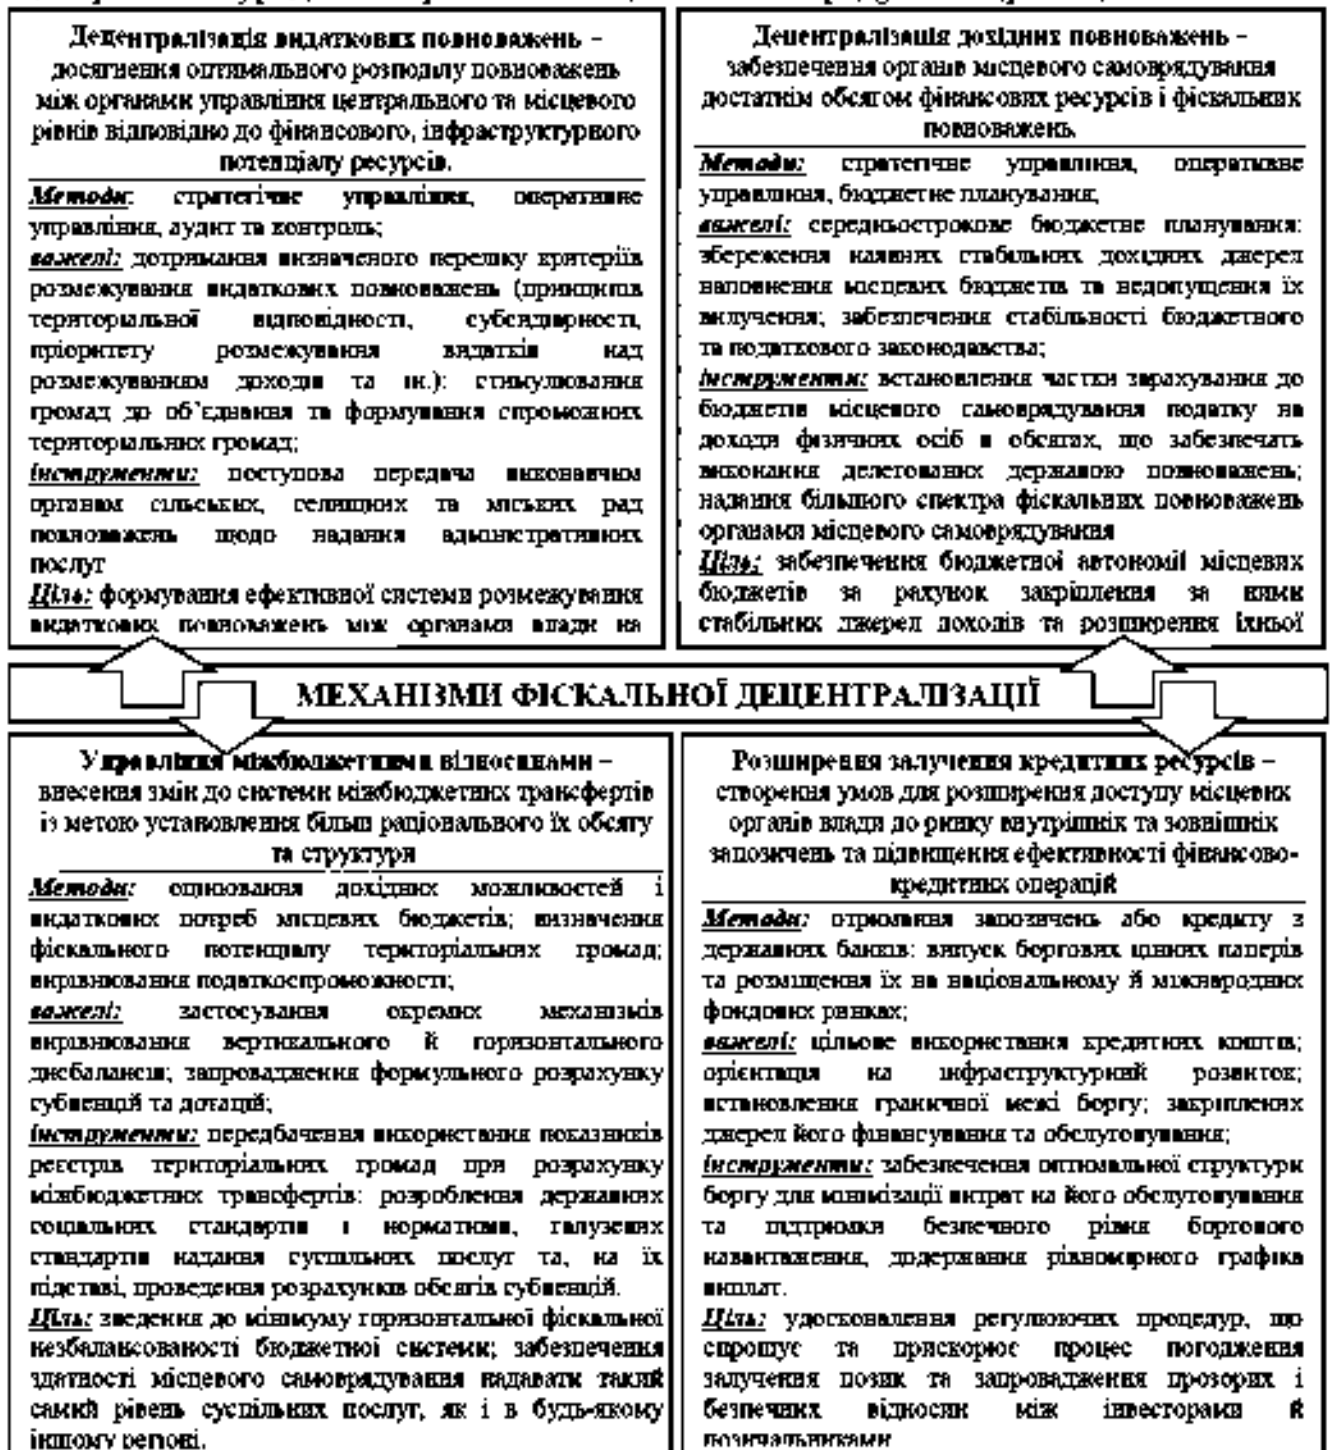 Децентралізація видаткових повноважень –
досягнення оптимального розподілу повноважень
між органами управління центрального та місцевого
рівнів відповідно до фінансового, інфраструктурного
потенціалу ресурсів.
Методи: стратегічне управління, оперативне
управління, аудит та контроль;
важелі: дотримання визначеного переліку критеріїв
розмежування видаткових повноважень (принципів
територіальної відповідності, субсидіарності,
пріоритету розмежування видатків над
розмежуванням доходів та ін.): стимулювання
громад до об’єднання та формування спроможних
територіальних громад;
інструменти: поступова передача виконавчим
органам сільських, селищних та міських рад
повноважень щодо надання адміністративних
послуг
Ціль: формування ефективної системи розмежування
видаткових повноважень між органами влади на
Децентралізація дохідних повноважень –
забезпечення органів місцевого самоврядування
достатнім обсягом фінансових ресурсів і фіскальних
повноважень.
Методи: стратегічне управління, оперативне
управління, бюджетне планування;
важелі: середньострокове бюджетне планування:
збереження наявних стабільних дохідних джерел
наповнення місцевих бюджетів та недопущення їх
вилучення; забезпечення стабільності бюджетного
та податкового законодавства;
інструменти: встановлення частки зарахування до
бюджетів місцевого самоврядування податку на
доходи фізичних осіб в обсягах, що забезпечать
виконання делегованих державою повноважень;
надання більшого спектра фіскальних повноважень
органами місцевого самоврядування
Ціль: забезпечення бюджетної автономії місцевих
бюджетів за рахунок закріплення за ними
стабільних джерел доходів та розширення їхньої
МЕХАНІЗМИ ФІСКАЛЬНОЇ ДЕЦЕНТРАЛІЗАЦІЇ
Управління міжбюджетними відносинами –
внесення змін до системи міжбюджетних трансфертів
із метою установлення більш раціонального їх обсягу
та структури
Методи: оцінювання дохідних можливостей і
видаткових потреб місцевих бюджетів; визначення
фіскального потенціалу територіальних громад;
вирівнювання податкоспроможності;
важелі: застосування окремих механізмів
вирівнювання вертикального й горизонтального
дисбалансів; запровадження формульного розрахунку
субвенцій та дотацій;
інструменти: передбачення використання показників
реєстрів територіальних громад при розрахунку
міжбюджетних трансфертів: розроблення державних
соціальних стандартів і нормативів, галузевих
стандартів надання суспільних послуг та, на їх
підставі, проведення розрахунків обсягів субвенцій.
Ціль: зведення до мінімуму горизонтальної фіскальної
незбалансованості бюджетної системи; забезпечення
здатності місцевого самоврядування надавати такий
самий рівень суспільних послуг, як і в будь-якому
іншому регіоні.
Розширення залучення кредитних ресурсів –
створення умов для розширення доступу місцевих
органів влади до ринку внутрішніх та зовнішніх
запозичень та підвищення ефективності фінансово-
кредитних операцій
Методи: отримання запозичень або кредиту з
державних банків: випуск боргових цінних паперів
та розміщення їх на національному й міжнародних
фондових ринках;
важелі: цільове використання кредитних коштів;
орієнтація на інфраструктурний розвиток;
встановлення граничної межі боргу; закріплених
джерел його фінансування та обслуговування;
інструменти: забезпечення оптимальної структури
боргу для мінімізації витрат на його обслуговування
та підтримки безпечного рівня боргового
навантаження, додержання рівномірного графіка
виплат.
Ціль: удосконалення регулюючих процедур, що
спрощує та прискорює процес погодження
залучення позик та запровадження прозорих і
безпечних відносин між інвесторами й
позичальниками